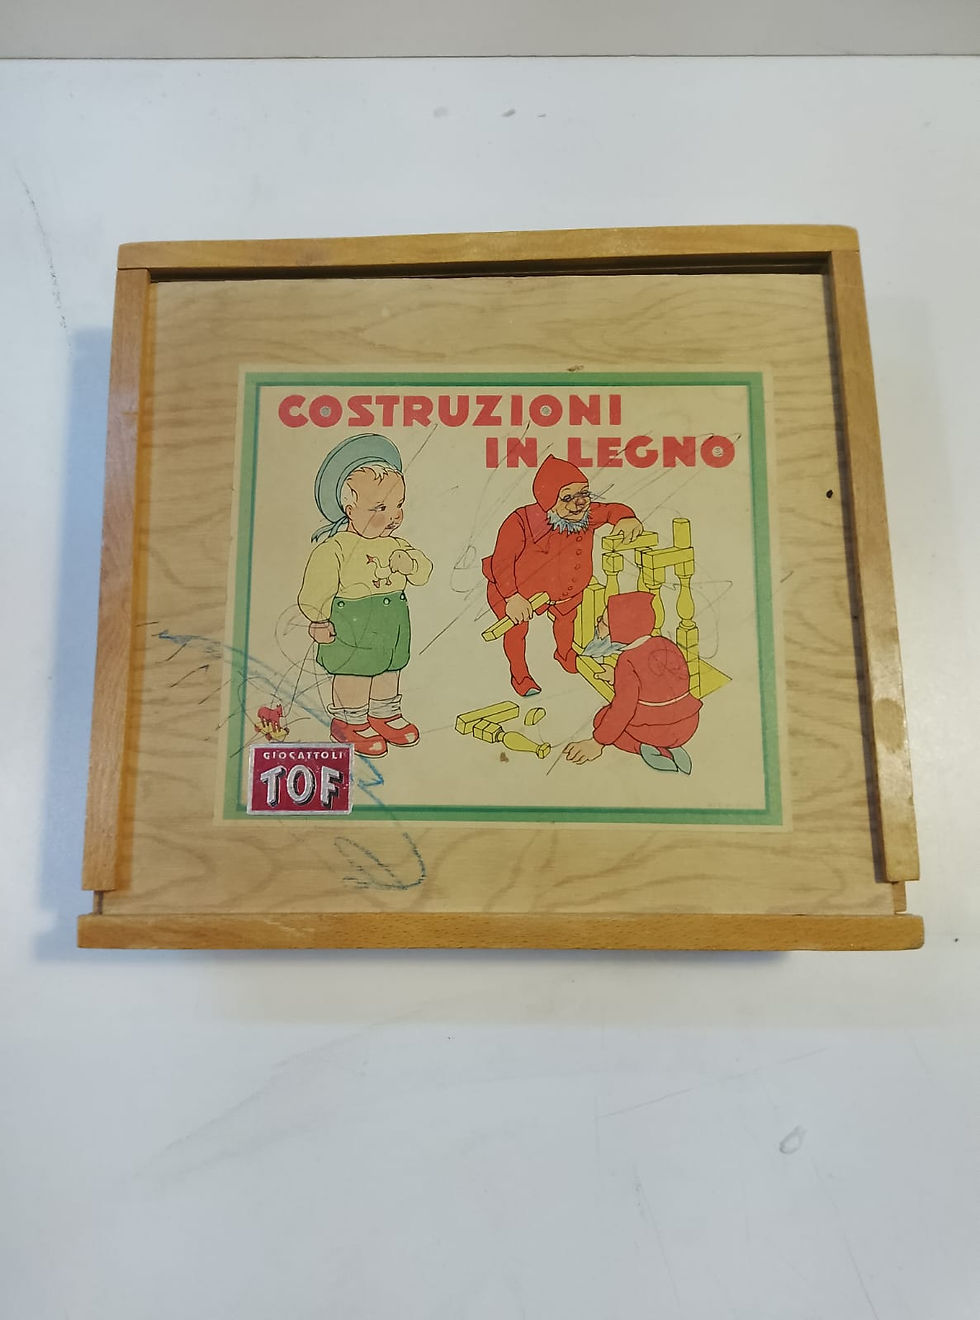 COSTRUZIONI
IN LEGNO
GIOCATTOLI
TOF